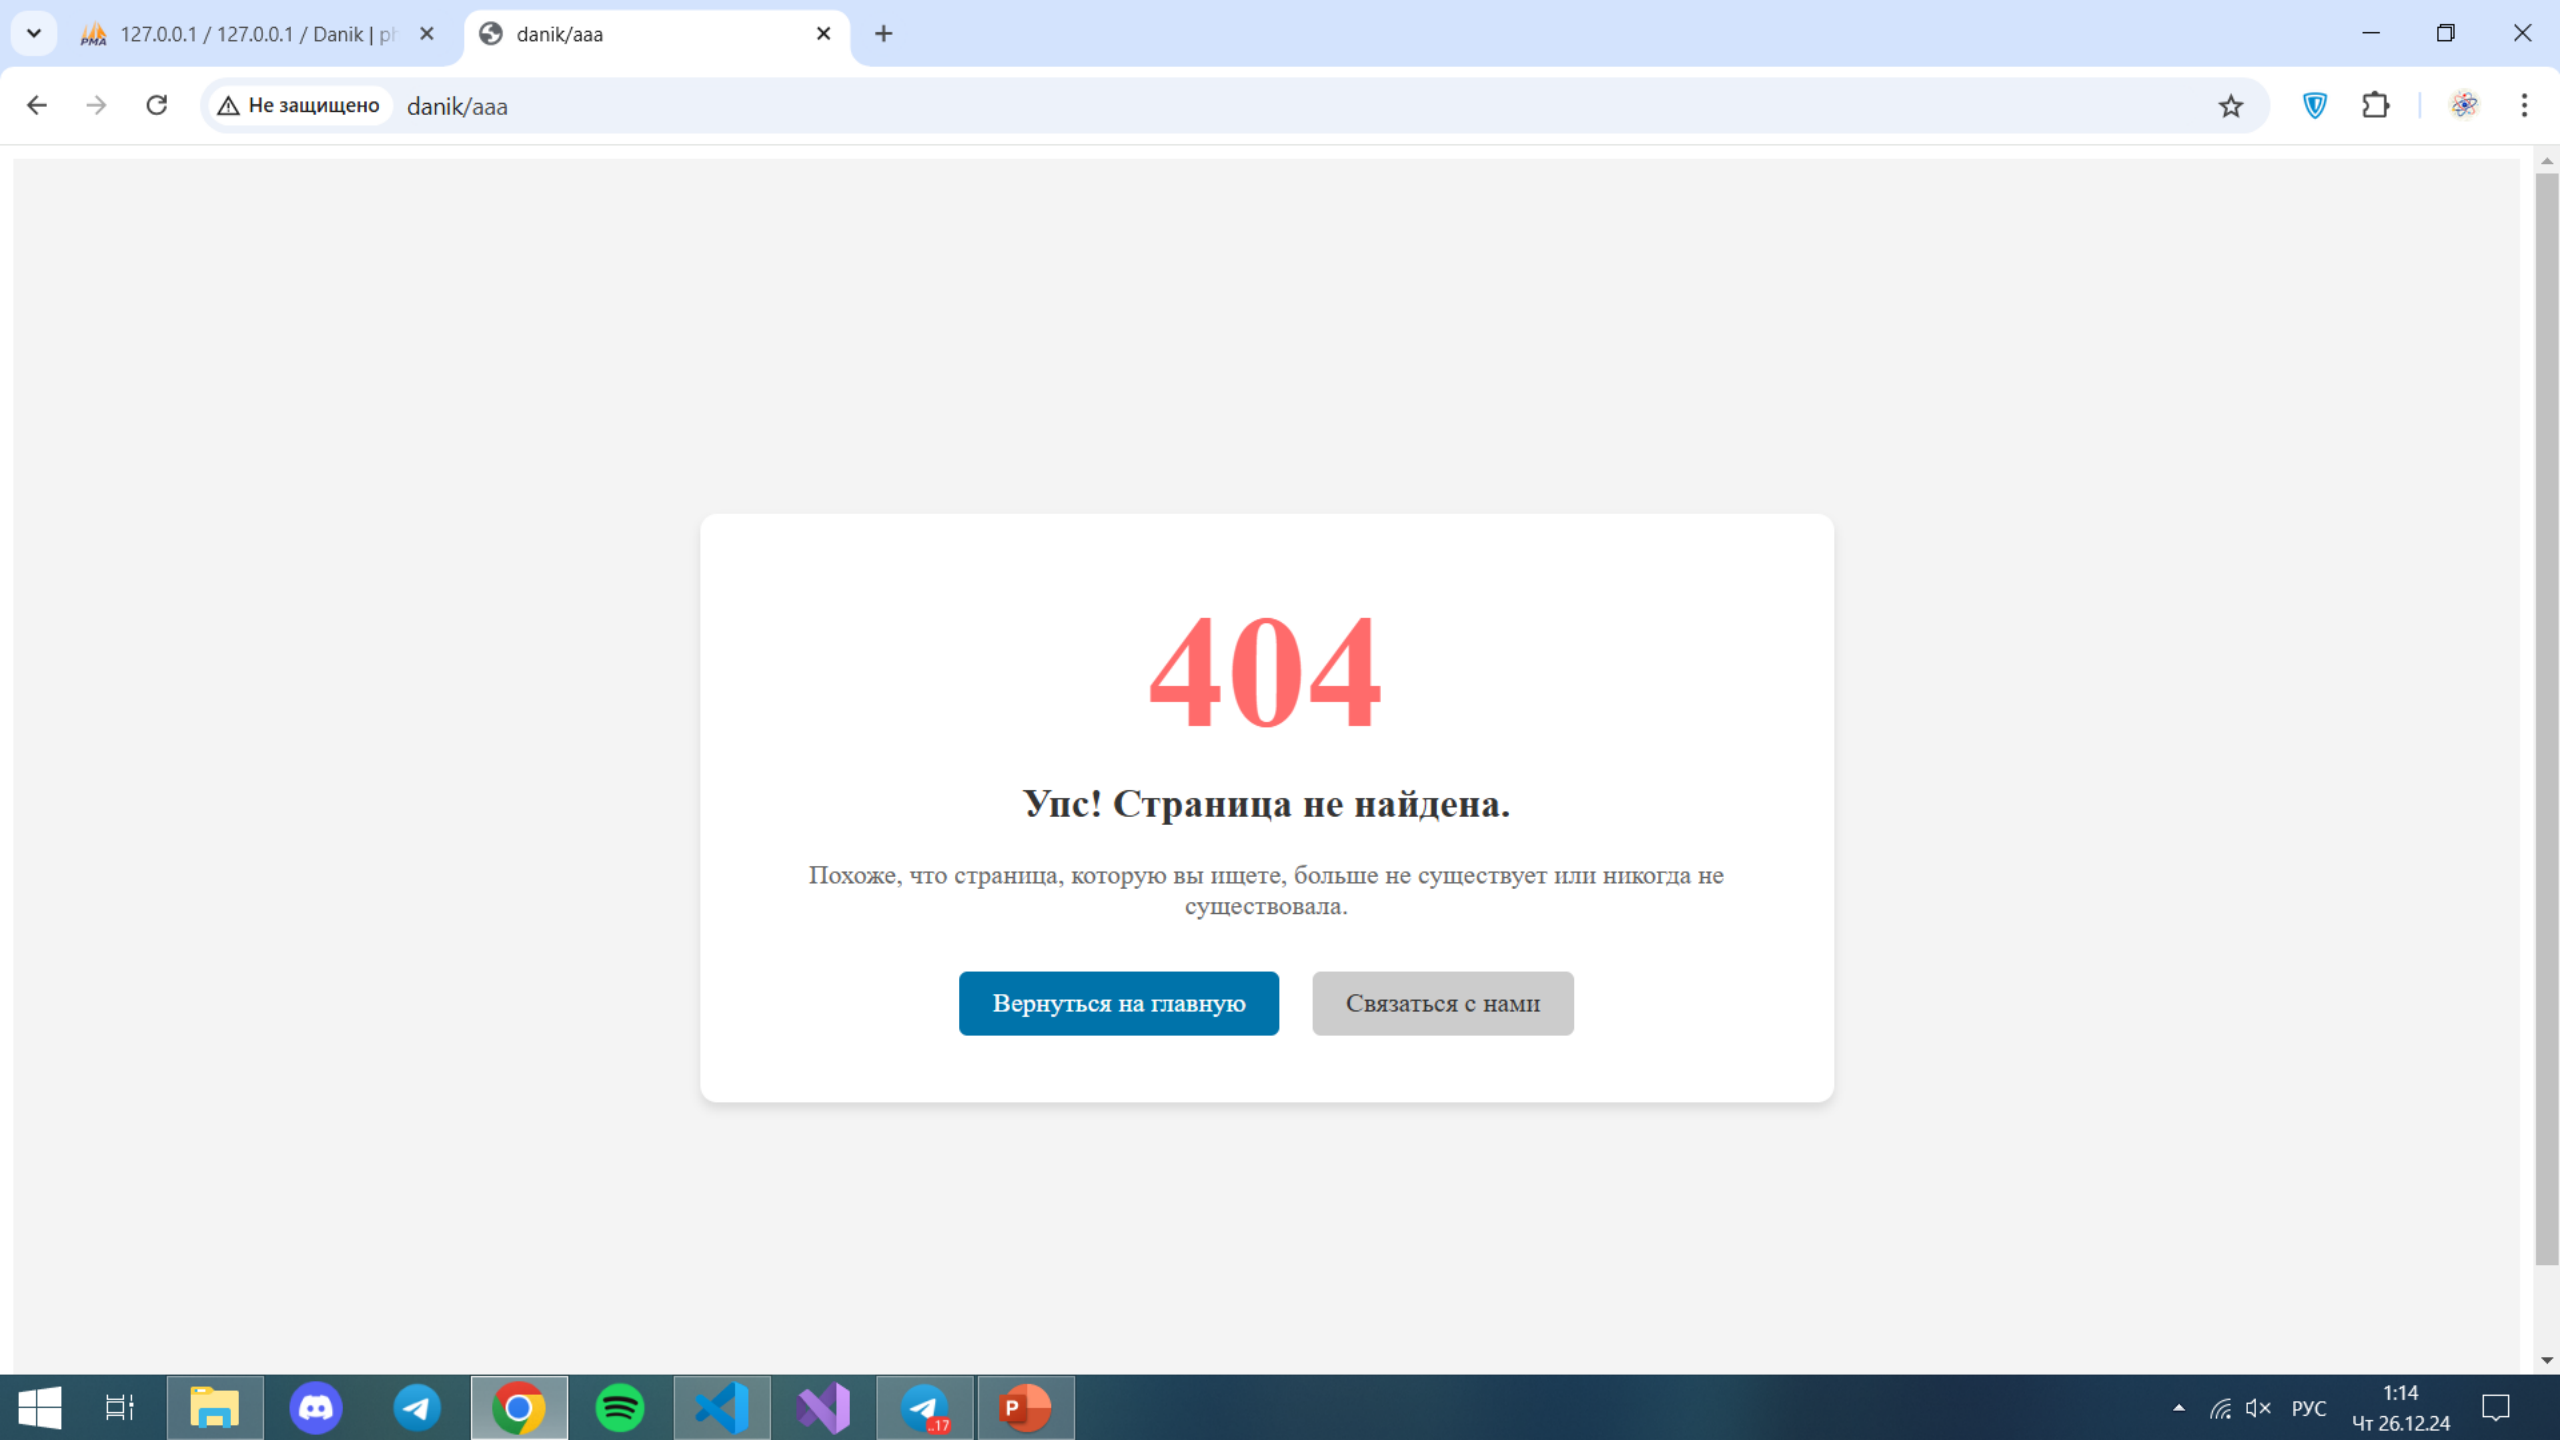 127.0.0.1 / 127.0.0.1 / Danik | ph
danik/aaa
Не защищено
danik/aaa
404
Упс! Страница не найдена.
Похоже, что страница, которую вы ищете, больше не существует или никогда не
существовала.
Вернуться на главную
Связаться с нами
PMA
P
..17
РУС
1:14
Чт 26.12.24